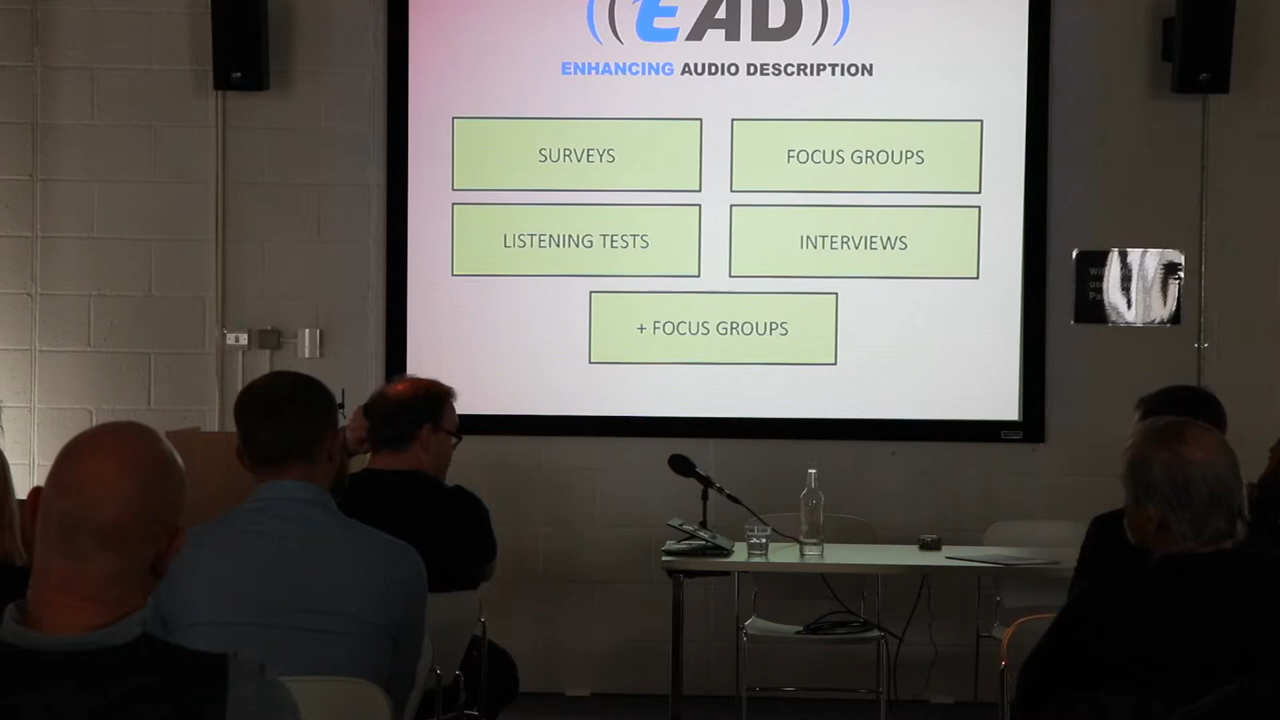 EAD
ENHANCING AUDIO DESCRIPTION
SURVEYS
FOCUS GROUPS
LISTENING TESTS
INTERVIEWS
+ FOCUS GROUPS